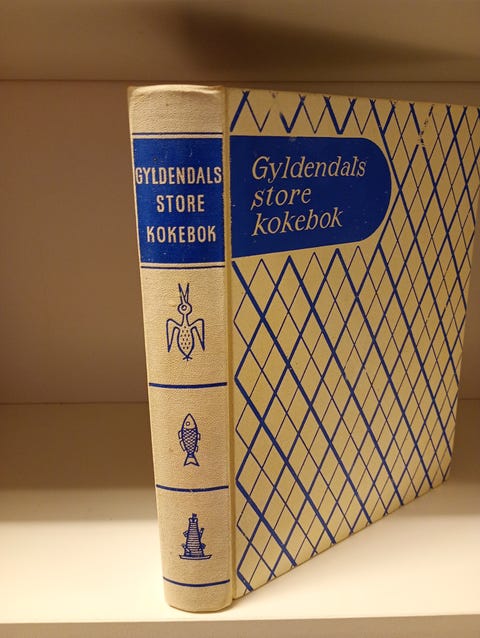 GYLDENDALS
STORE
KOKEBOK
Gyldendals
store
kokebok